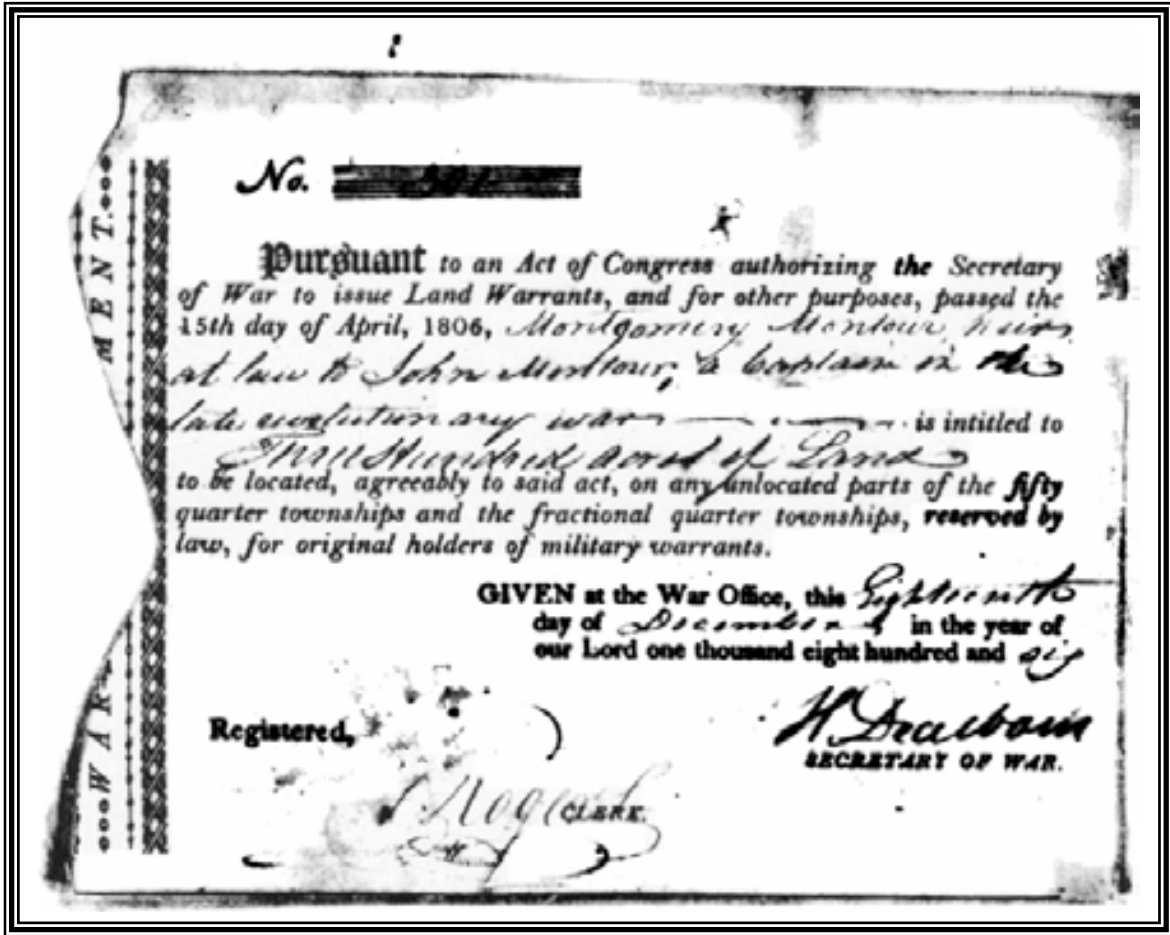 No.
Pursuant to an Act of Congress authorizing the Secretary
of War to issue Land Warrants, and for other purposes, passed the
15th day of April, 1806, Montgomery Montour, heir
at law to John Montour, a Captain in the
late revolutionary war is intitled to
Three Hundred acres of Land
to be located, agreeably to said act, on any unlocated parts of the fifty
quarter townships and the fractional quarter townships, reserved by
law, for original holders of military warrants.
GIVEN at the War Office, this Eighteenth
day of December in the year of
our Lord one thousand eight hundred and six
H. Dearborn
SECRETARY OF WAR.
Registered,
CLERK.
WAR
MENT.